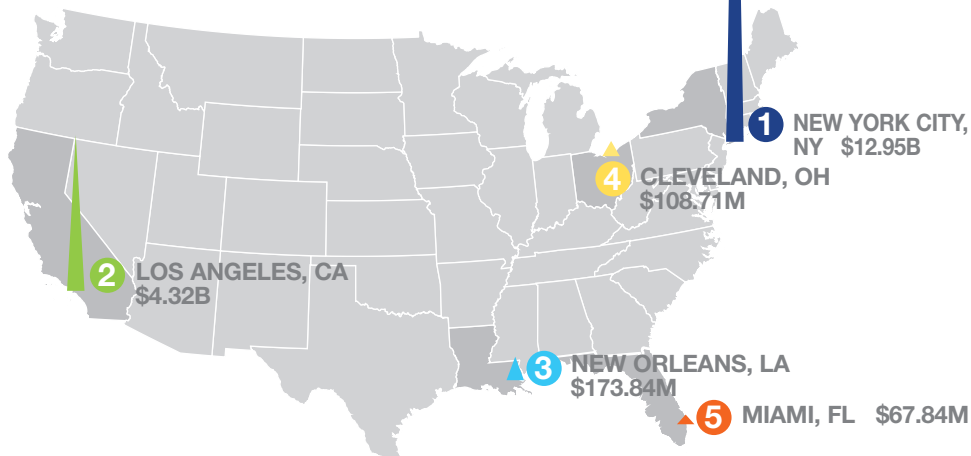 1 NEW YORK CITY,
NY $12.95B
4 CLEVELAND, OH
$108.71M
2 LOS ANGELES, CA
$4.32B
3 NEW ORLEANS, LA
$173.84M
5 MIAMI, FL $67.84M